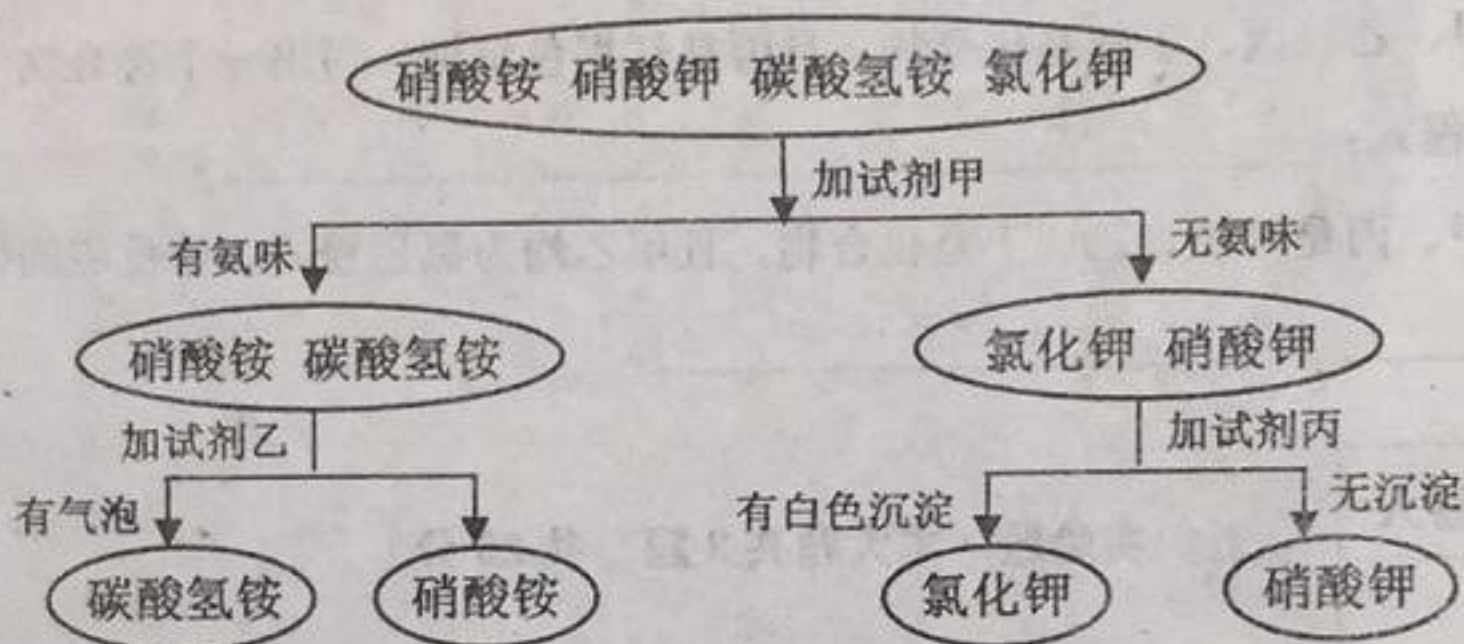 硝酸铵 硝酸钾 碳酸氢铵 氯化钾
加试剂甲
有氨味
无氨味
硝酸铵 碳酸氢铵
氯化钾 硝酸钾
加试剂乙
加试剂丙
有气泡
有白色沉淀
无沉淀
碳酸氢铵
硝酸铵
氯化钾
硝酸钾